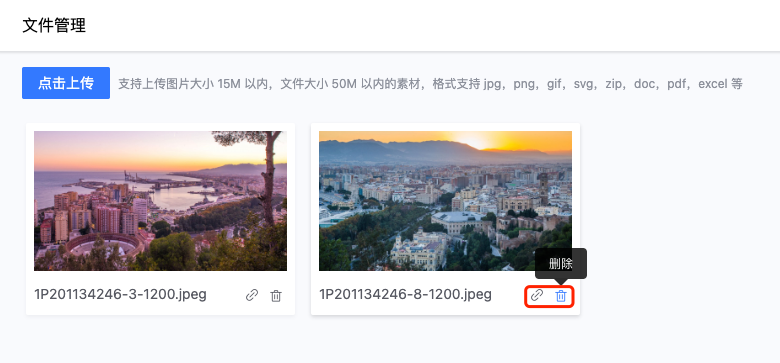 文件管理
点击上传 支持上传图片大小 15M 以内，文件大小 50M 以内的素材，格式支持 jpg，png，gif，svg，zip，doc，pdf，excel 等
删除
1P201134246-3-1200.jpeg
1P201134246-8-1200.jpeg